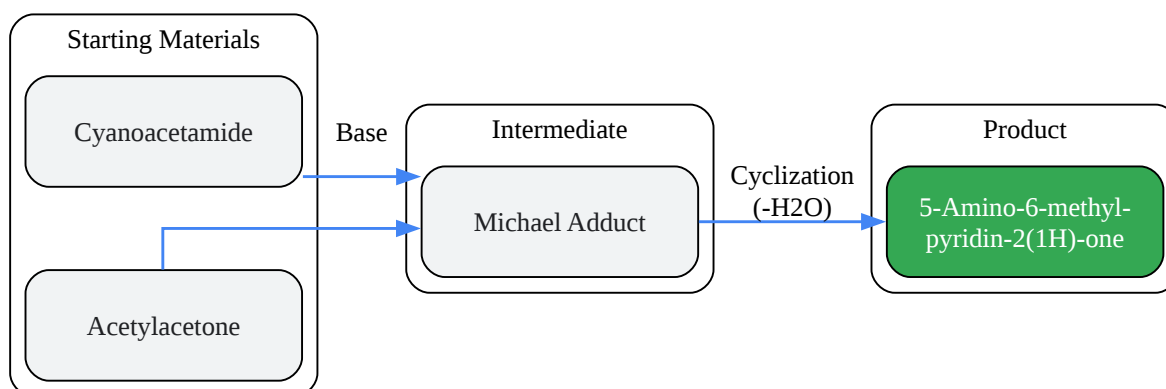 Starting Materials
Cyanoacetamide
Acetylacetone
Base
Intermediate
Michael Adduct
Cyclization
(-H2O)
Product
5-Amino-6-methyl-
pyridin-2(1H)-one